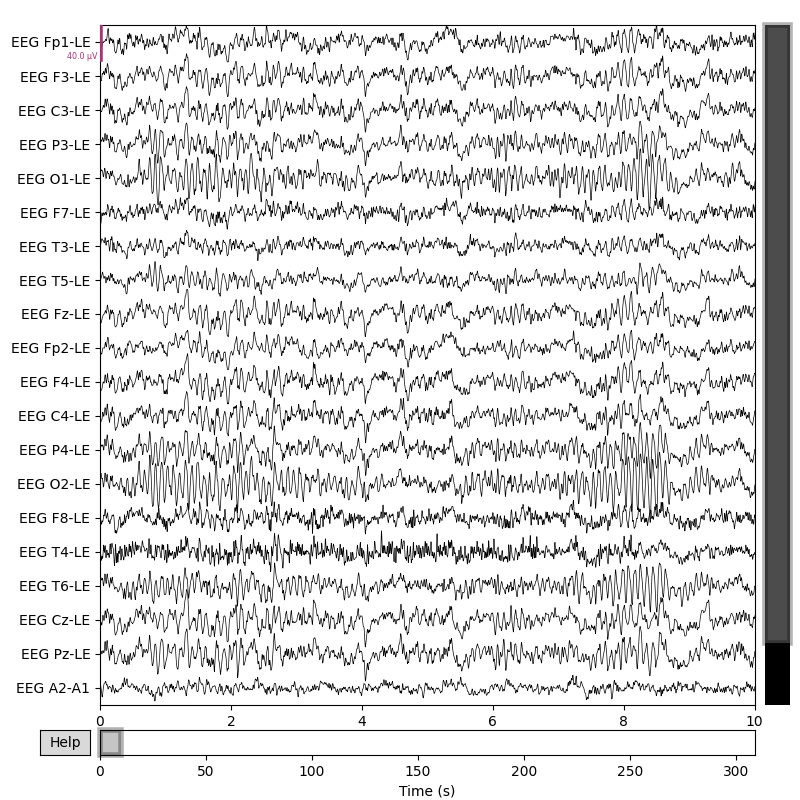 EEG Fp1-LE
40.0 µV
EEG F3-LE
EEG C3-LE
EEG P3-LE
EEG O1-LE
EEG F7-LE
EEG T3-LE
EEG T5-LE
EEG Fz-LE
EEG Fp2-LE
EEG F4-LE
EEG C4-LE
EEG P4-LE
EEG O2-LE
EEG F8-LE
EEG T4-LE
EEG T6-LE
EEG Cz-LE
EEG Pz-LE
EEG A2-A1
0 2 4 6 8 10
Help
0 50 100 150 200 250 300
Time (s)